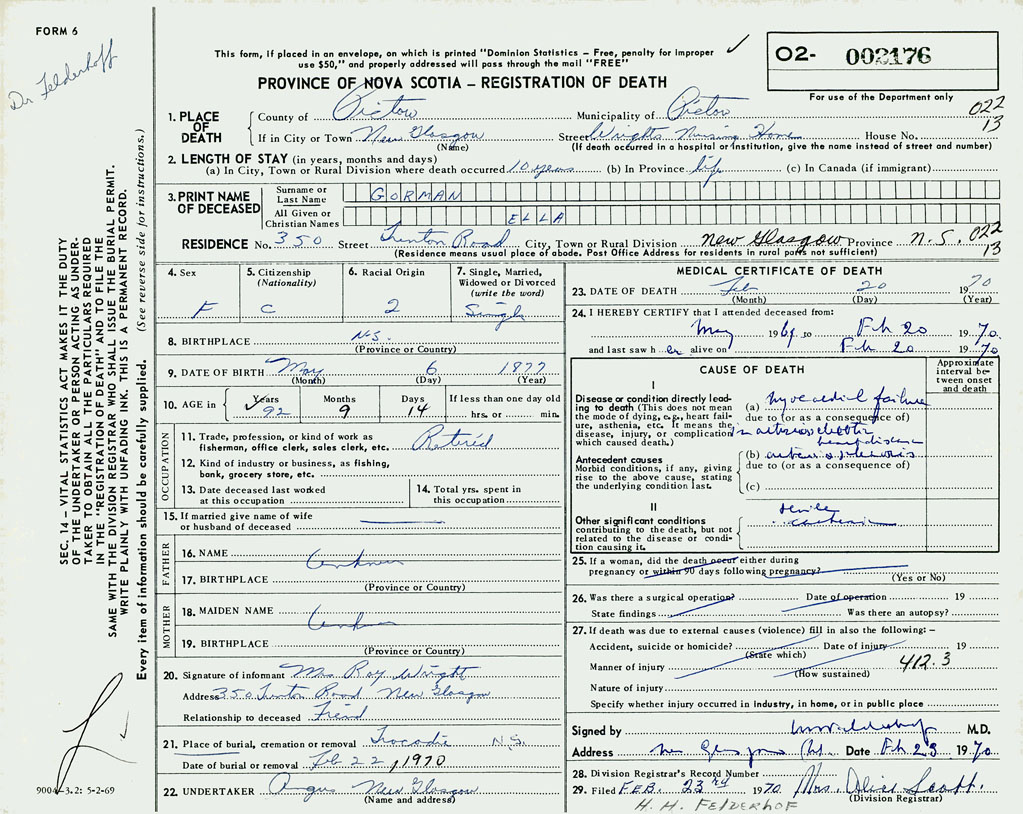 FORM 6
Dr Felderhoff
This form, if placed in an envelope, on which is printed "Dominion Statistics – Free, penalty for improper
use $50," and properly addressed will pass through the mail "FREE"
PROVINCE OF NOVA SCOTIA – REGISTRATION OF DEATH
02- 002176
For use of the Department only
022
13
1. PLACE OF DEATH
County of Pictou Municipality of Pictou
If in City or Town New Glasgow Street Wrights Nursing Home House No.
(Name) (If death occurred in a hospital or institution, give the name instead of street and number)
2. LENGTH OF STAY (in years, months and days)
(a) In City, Town or Rural Division where death occurred 10 years (b) In Province life (c) In Canada (if immigrant)
3. PRINT NAME OF DECEASED
Surname or Last Name GORMAN
All Given or Christian Names ELLA
RESIDENCE No. 350 Street Trenton Road City, Town or Rural Division New Glasgow Province N.S. 022
13
(Residence means usual place of abode. Post Office Address for residents in rural parts not sufficient)
4. Sex F
5. Citizenship (Nationality) C
6. Racial Origin 2
7. Single, Married, Widowed or Divorced (write the word) Single
8. BIRTHPLACE N.S.
(Province or Country)
9. DATE OF BIRTH May 6 1877
(Month) (Day) (Year)
10. AGE in Years 92 Months 9 Days 14 If less than one day old hrs. or min.
OCCUPATION
11. Trade, profession, or kind of work as fisherman, office clerk, sales clerk, etc. Retired
12. Kind of industry or business, as fishing, bank, grocery store, etc.
13. Date deceased last worked at this occupation
14. Total yrs. spent in this occupation
15. If married give name of wife or husband of deceased
FATHER
16. NAME Unknown
17. BIRTHPLACE
(Province or Country)
MOTHER
18. MAIDEN NAME Unknown
19. BIRTHPLACE
(Province or Country)
20. Signature of informant Mrs Roy Wright
Address 350 Trenton Road New Glasgow
Relationship to deceased Friend
21. Place of burial, cremation or removal Tracadie N.S.
Date of burial or removal Feb 22, 1970
22. UNDERTAKER Angus New Glasgow
(Name and address)
MEDICAL CERTIFICATE OF DEATH
23. DATE OF DEATH Feb 20 1970
(Month) (Day) (Year)
24. I HEREBY CERTIFY that I attended deceased from:
May 196 to Feb 20 1970
and last saw her alive on Feb 20 1970
CAUSE OF DEATH
Approximate interval between onset and death
I
Disease or condition directly leading to death (This does not mean the mode of dying, e.g., heart failure, asthenia, etc. It means the disease, injury, or complication which caused death.)
(a) myocardial failure
due to (or as a consequence of)
in arteriosclerotic
heart disease
Antecedent causes
Morbid conditions, if any, giving rise to the above cause, stating the underlying condition last.
(b) arteriosclerosis
due to (or as a consequence of)
(c)
II
Other significant conditions
contributing to the death, but not related to the disease or condition causing it.
senile
25. If a woman, did the death occur either during
pregnancy or within 90 days following pregnancy?
(Yes or No)
26. Was there a surgical operation? Date of operation 19
State findings Was there an autopsy?
27. If death was due to external causes (violence) fill in also the following: –
Accident, suicide or homicide? Date of injury 19
(State which)
Manner of injury 412.3
(How sustained)
Nature of injury
Specify whether injury occurred in industry, in home, or in public place
Signed by M.D.
Address New Glasgow Date Feb 23 1970
28. Division Registrar's Record Number
29. Filed FEB. 23rd 1970 Mrs. Alice Scott.
(Division Registrar)
H. H. FELDERHOF
SEC. 14 – VITAL STATISTICS ACT MAKES IT THE DUTY
OF THE UNDERTAKER OR PERSON ACTING AS UNDER-
TAKER TO OBTAIN ALL THE PARTICULARS REQUIRED
IN THE "REGISTRATION OF DEATH" AND TO FILE THE
SAME WITH THE DIVISION REGISTRAR WHO SHALL ISSUE THE BURIAL PERMIT.
WRITE PLAINLY WITH UNFADING INK. THIS IS A PERMANENT RECORD.
Every item of information should be carefully supplied. (See reverse side for instructions.)
9004-3.2: 5-2-69